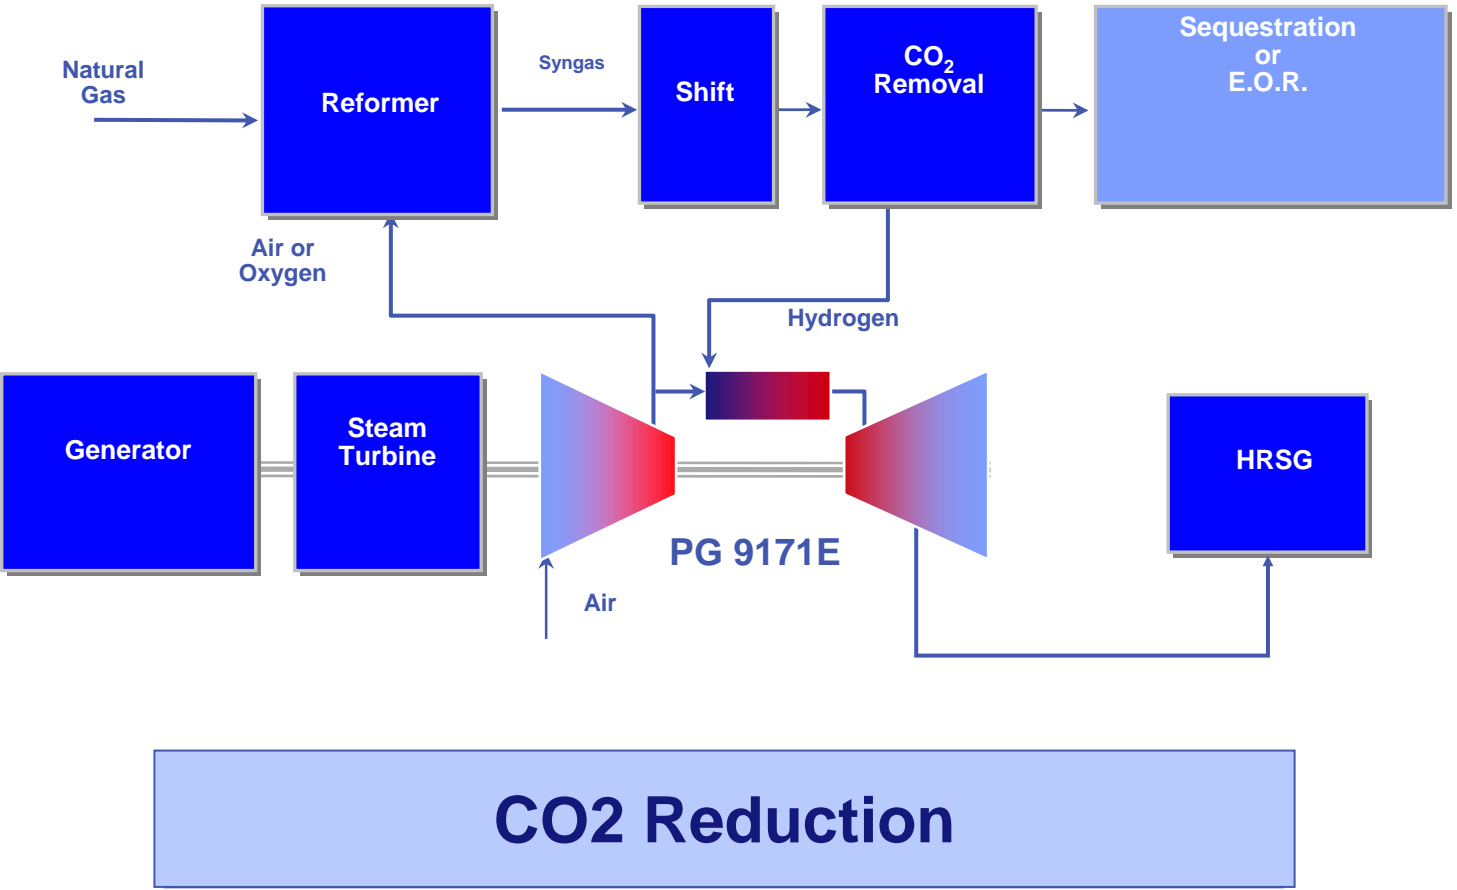 Natural
Gas
Reformer
Syngas
Shift
CO₂
Removal
Sequestration
or
E.O.R.
Air or
Oxygen
Hydrogen
Generator
Steam
Turbine
PG 9171E
HRSG
Air
CO2 Reduction